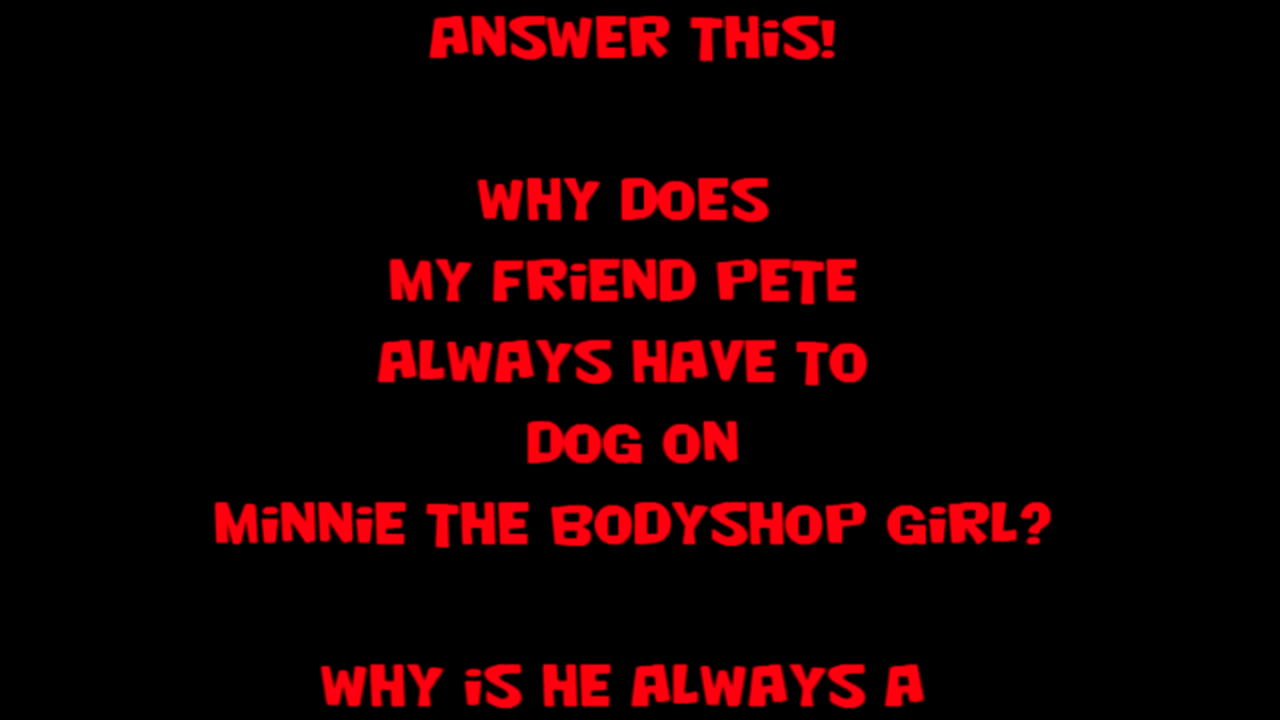 ANSWER THiS!
WHY DOES
MY FRiEND PETE
ALWAYS HAVE TO
DOG ON
MiNNiE THE BODYSHOP GiRL?
WHY iS HE ALWAYS A